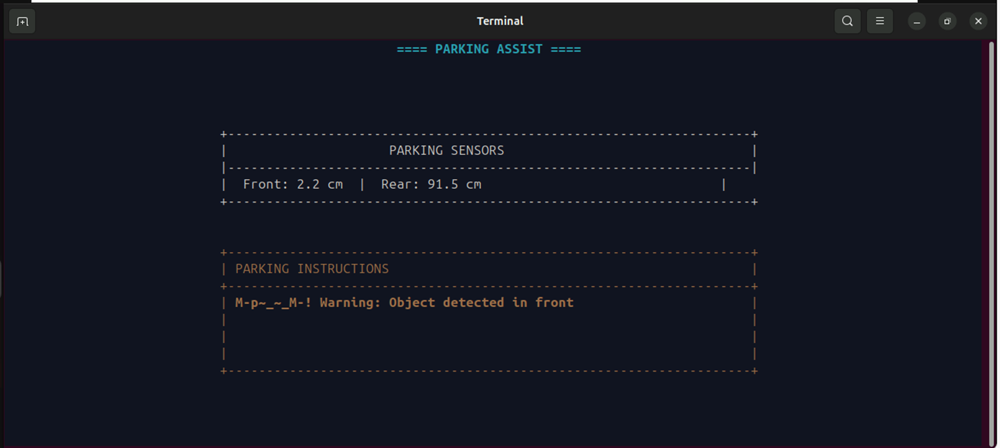 Terminal
==== PARKING ASSIST ====
+--------------------------------------------------------------------+
|                     PARKING SENSORS                                |
|--------------------------------------------------------------------|
|  Front: 2.2 cm  |  Rear: 91.5 cm                               |
+--------------------------------------------------------------------+
+--------------------------------------------------------------------+
| PARKING INSTRUCTIONS                                               |
+--------------------------------------------------------------------+
| M-p~_~_M-! Warning: Object detected in front                       |
|                                                                    |
|                                                                    |
|                                                                    |
+--------------------------------------------------------------------+